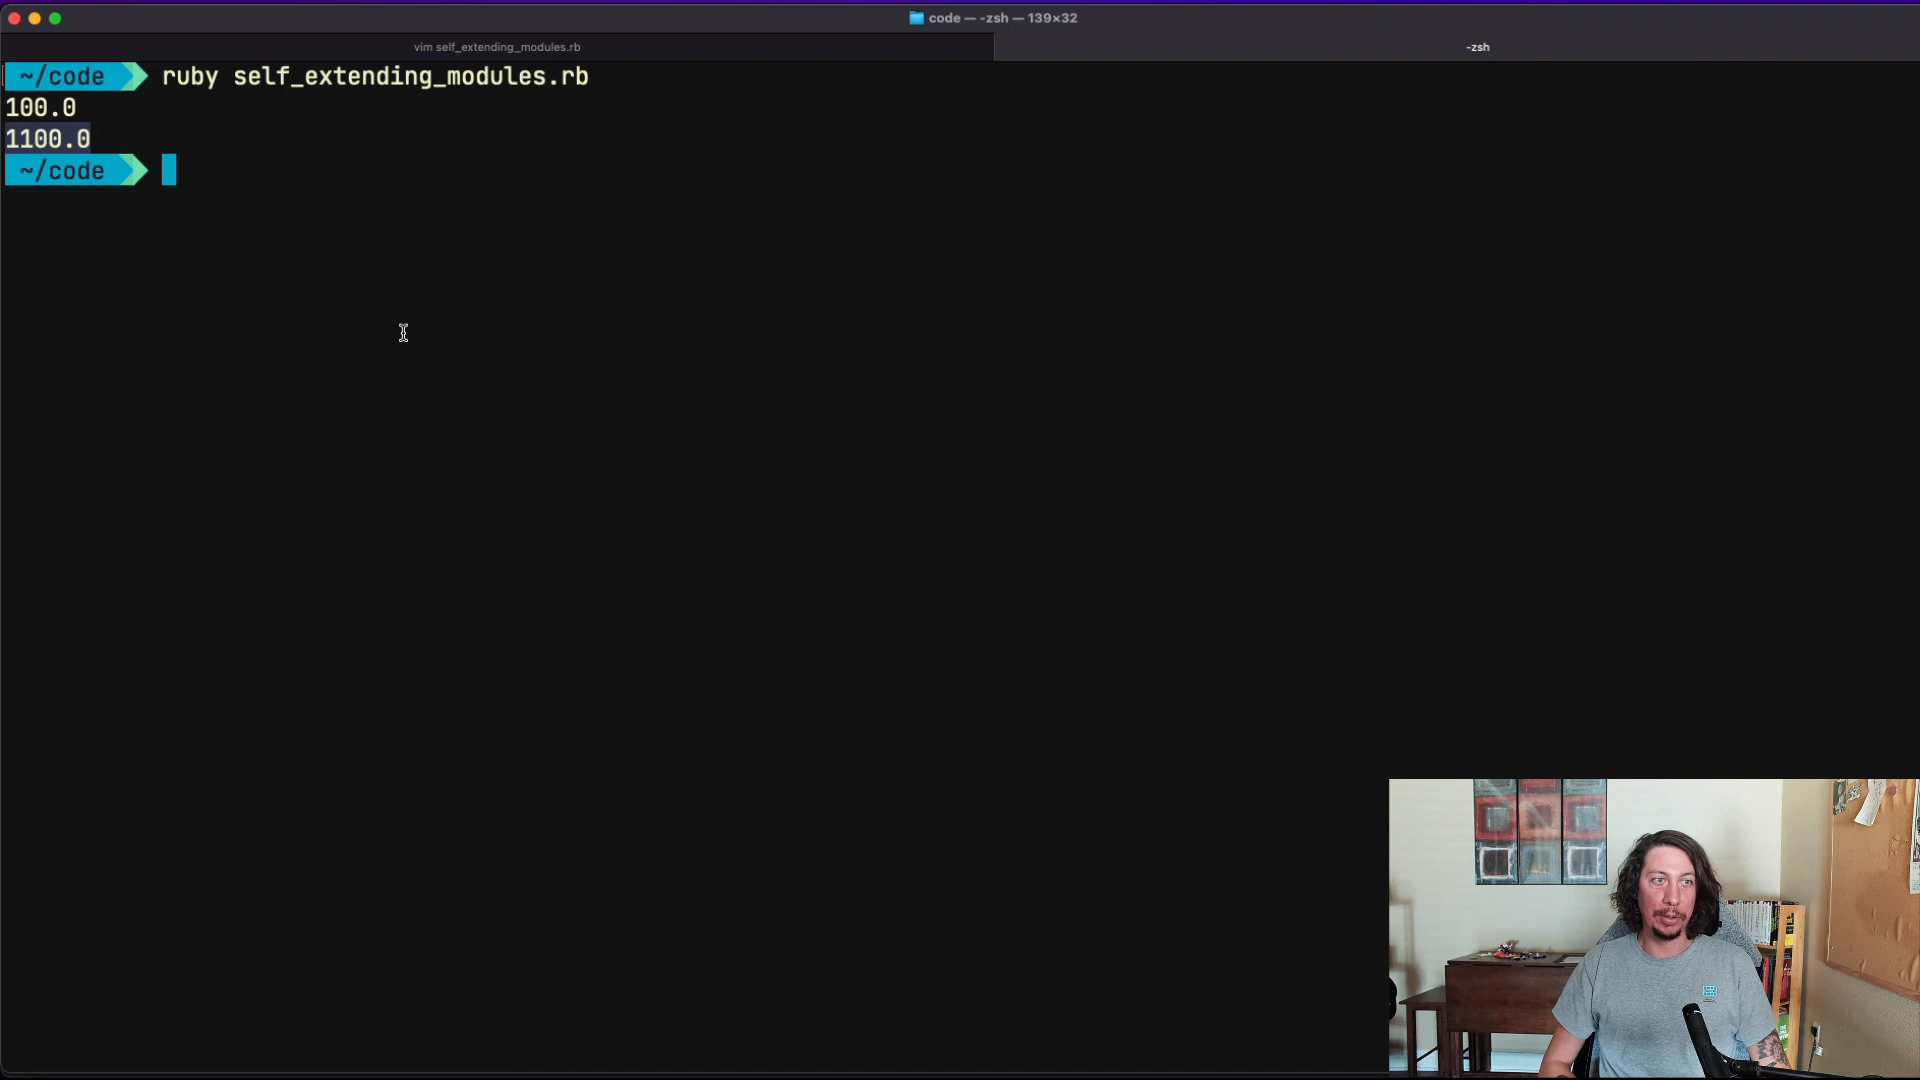 code — -zsh — 139×32
vim self_extending_modules.rb
-zsh
~/code ruby self_extending_modules.rb
100.0
1100.0
~/code